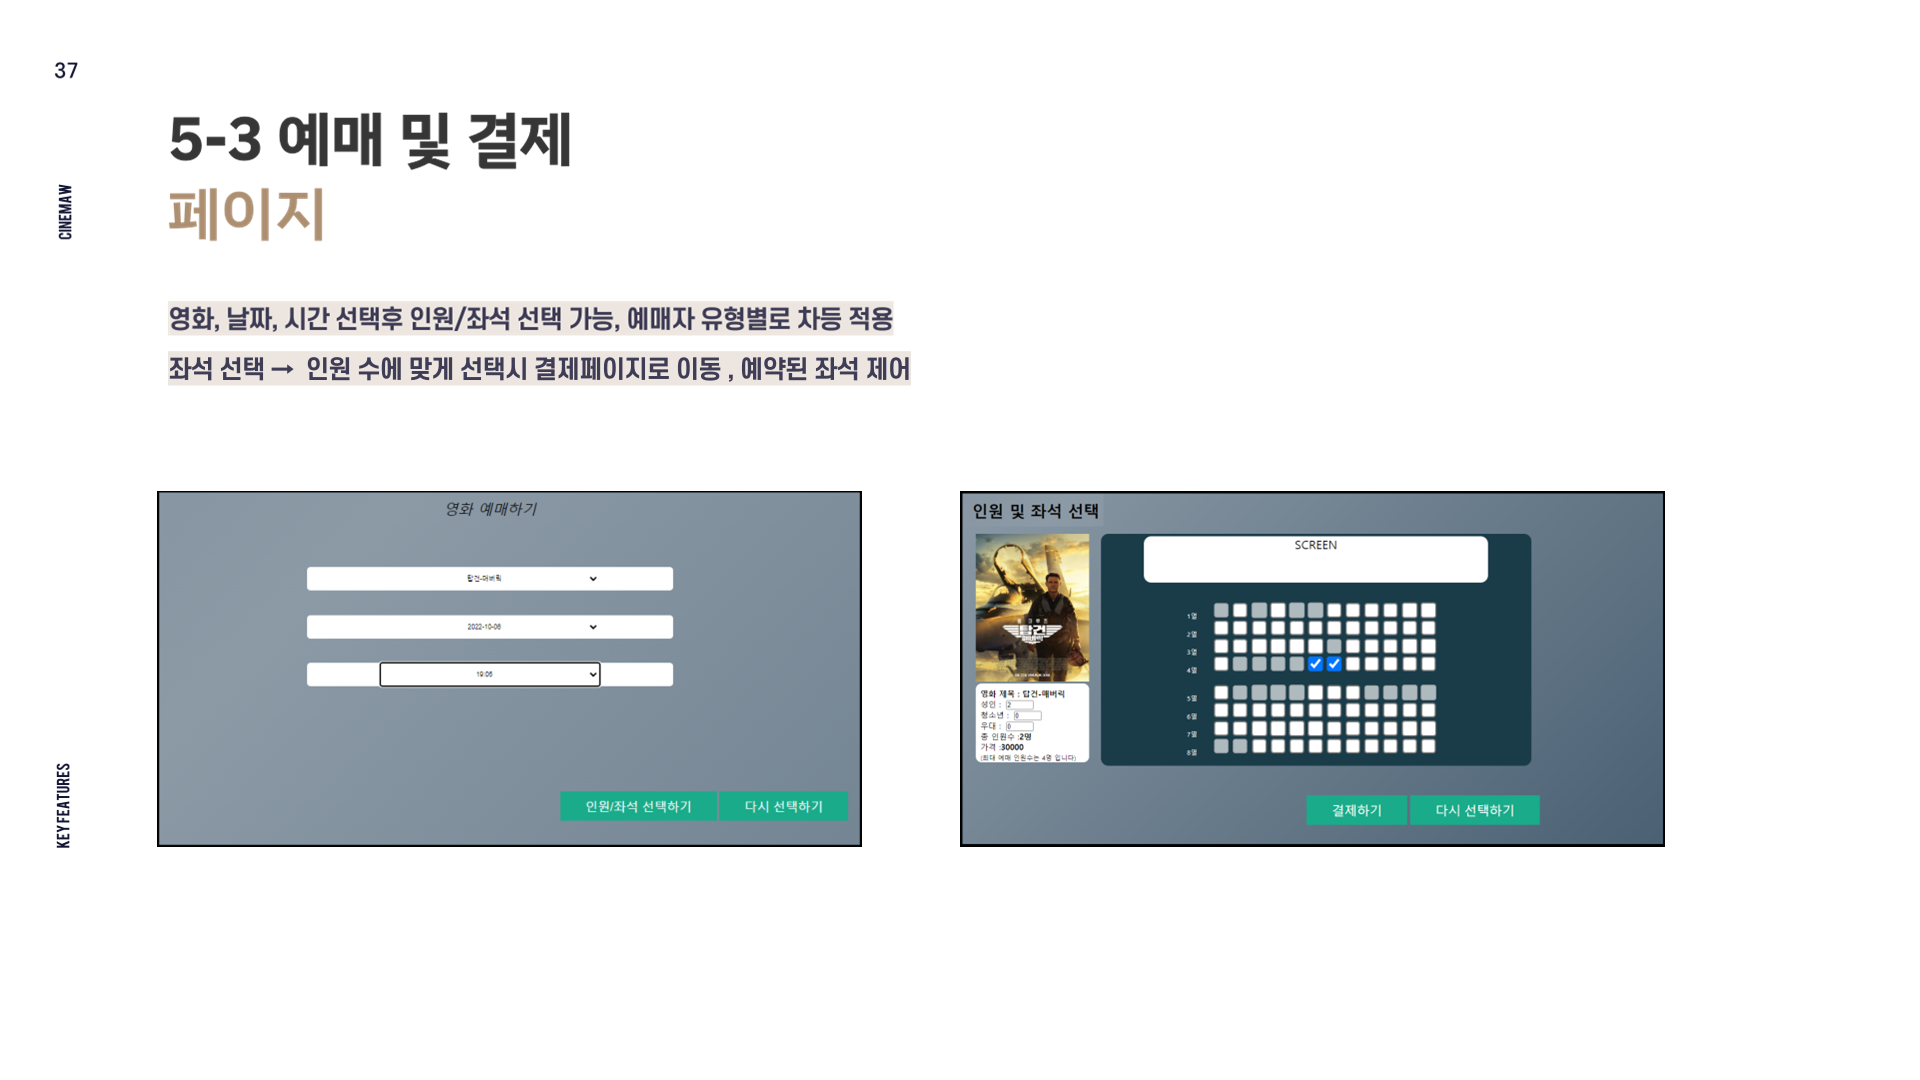 37
CINEMAW
5-3 예매 및 결제
페이지
영화, 날짜, 시간 선택후 인원/좌석 선택 가능, 예매자 유형별로 차등 적용
좌석 선택 → 인원 수에 맞게 선택시 결제페이지로 이동 , 예약된 좌석 제어
KEYFEATURES
영화 예매하기
탑건-매버릭
2022-10-06
19:05
인원/좌석 선택하기
다시 선택하기
인원 및 좌석 선택
SCREEN
1열
2열
3열
4열
5열
6열
7열
8열
탑건
매버릭
영화 제목 : 탑건-매버릭
성인 : 2
청소년 : 0
우대 : 0
총 인원수 :2명
가격 :30000
(최대 예매 인원수는 4명 입니다)
결제하기
다시 선택하기